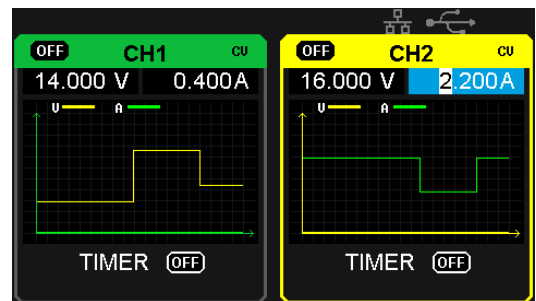 OFF CH1 CV
14.000 V 0.400A
V A
TIMER OFF
OFF CH2 CV
16.000 V 2.200A
V A
TIMER OFF